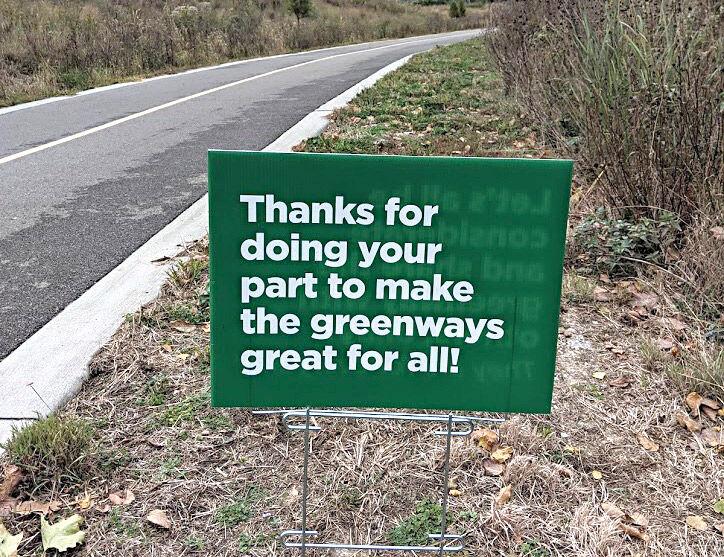 Thanks for
doing your
part to make
the greenways
great for all!